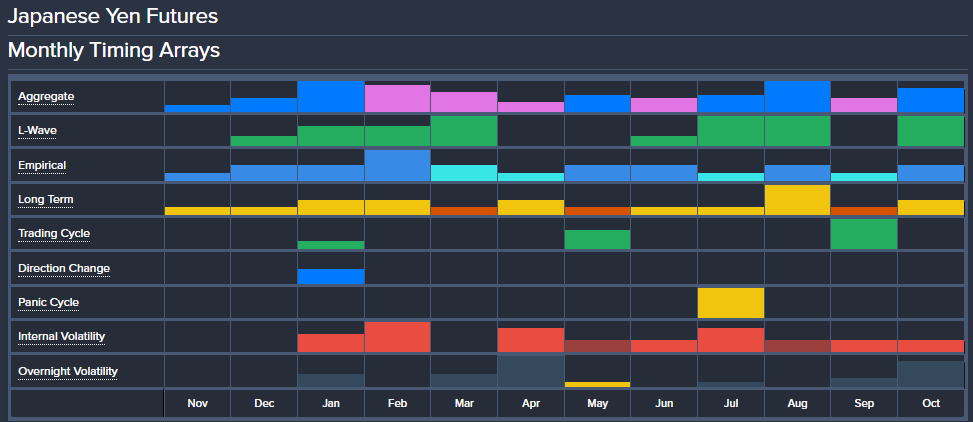 Japanese Yen Futures
Monthly Timing Arrays
Aggregate
L-Wave
Empirical
Long Term
Trading Cycle
Direction Change
Panic Cycle
Internal Volatility
Overnight Volatility
Nov Dec Jan Feb Mar Apr May Jun Jul Aug Sep Oct